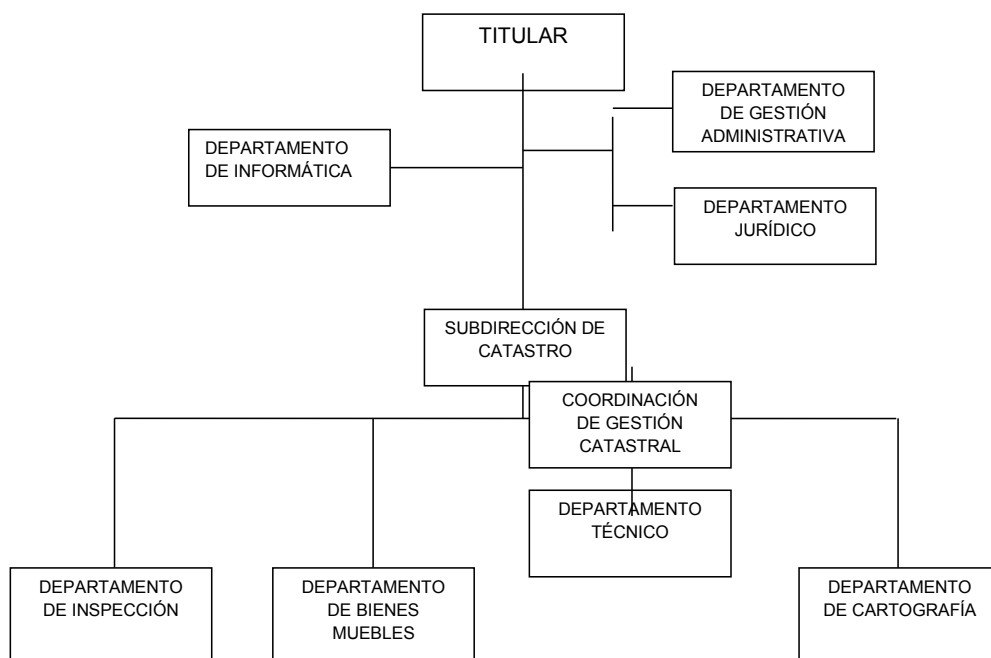 TITULAR
DEPARTAMENTO
DE GESTIÓN
ADMINISTRATIVA
DEPARTAMENTO
DE INFORMÁTICA
DEPARTAMENTO
JURÍDICO
SUBDIRECCIÓN DE
CATASTRO
COORDINACIÓN
DE GESTIÓN
CATASTRAL
DEPARTAMENTO
TÉCNICO
DEPARTAMENTO
DE INSPECCIÓN
DEPARTAMENTO
DE BIENES
MUEBLES
DEPARTAMENTO
DE CARTOGRAFÍA